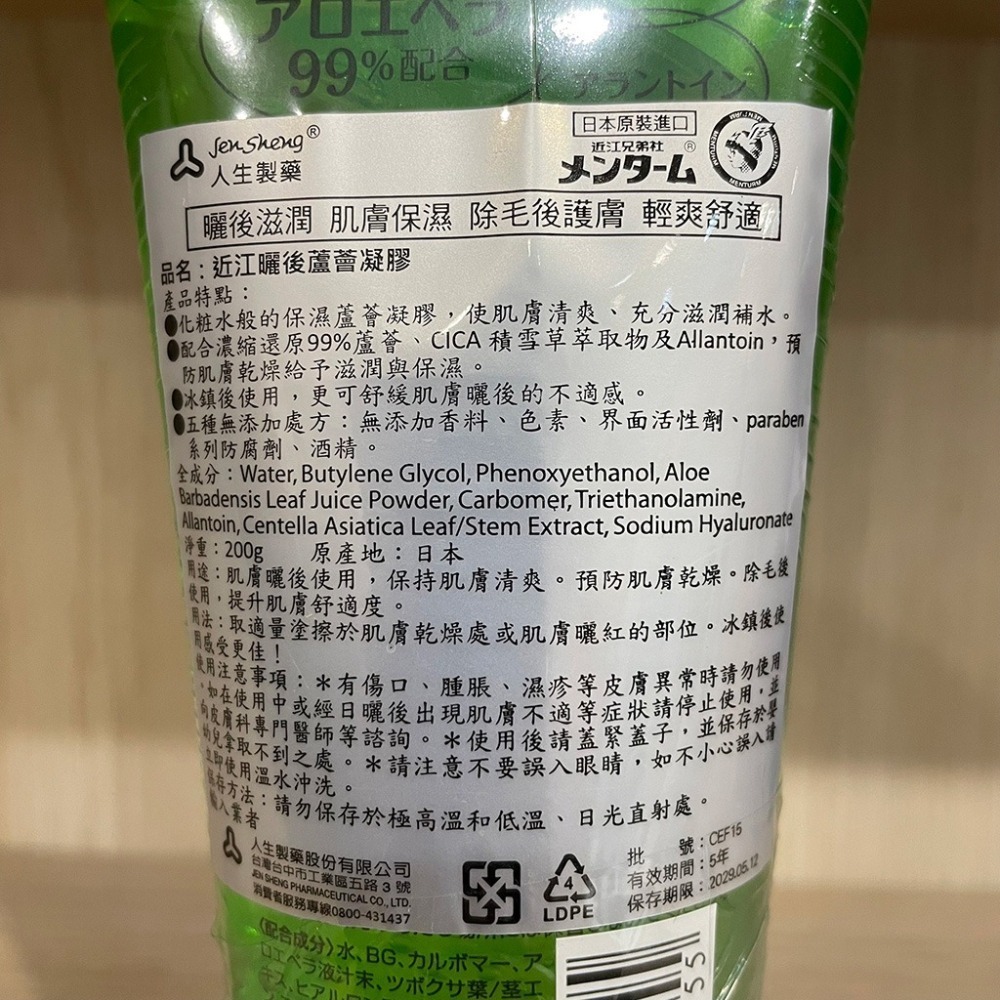 アロエベラ
99%配合
アラントイン
Jen Sheng®
人生製藥
日本原裝進口
近江兄弟社
メンターム®
MENTURM
曬後滋潤 肌膚保濕 除毛後護膚 輕爽舒適
品名：近江曬後蘆薈凝膠
產品特點：
●化粧水般的保濕蘆薈凝膠，使肌膚清爽、充分滋潤補水。
●配合濃縮還原99%蘆薈、CICA 積雪草萃取物及Allantoin，預
防肌膚乾燥給予滋潤與保濕。
●冰鎮後使用，更可舒緩肌膚曬後的不適感。
●五種無添加處方：無添加香料、色素、界面活性劑、paraben
系列防腐劑、酒精。
全成分：Water, Butylene Glycol, Phenoxyethanol, Aloe
Barbadensis Leaf Juice Powder, Carbomer, Triethanolamine,
Allantoin, Centella Asiatica Leaf/Stem Extract, Sodium Hyaluronate
淨重：200g 原產地：日本
用途：肌膚曬後使用，保持肌膚清爽。預防肌膚乾燥。除毛後
使用，提升肌膚舒適度。
用法：取適量塗擦於肌膚乾燥處或肌膚曬紅的部位。冰鎮後使
用感受更佳！
使用注意事項：＊有傷口、腫脹、濕疹等皮膚異常時請勿使用
。如在使用中或經日曬後出現肌膚不適等症狀請停止使用，並
向皮膚科專門醫師等諮詢。＊使用後請蓋緊蓋子，並保存於嬰
幼兒拿取不到之處。＊請注意不要誤入眼睛，如不小心誤入請
立即使用溫水沖洗。
保存方法：請勿保存於極高溫和低溫、日光直射處。
輸入業者
人生製藥股份有限公司
台灣台中市工業區五路 3 號
JEN SHENG PHARMACEUTICAL CO., LTD.
消費者服務專線0800-431437
4
LDPE
批 號：CEF15
有效期間：5年
保存期限：2029.05.12
〈配合成分〉水、BG、カルボマー、ア
ロエベラ液汁末、ツボクサ葉/茎エ
キス、ヒアル
55